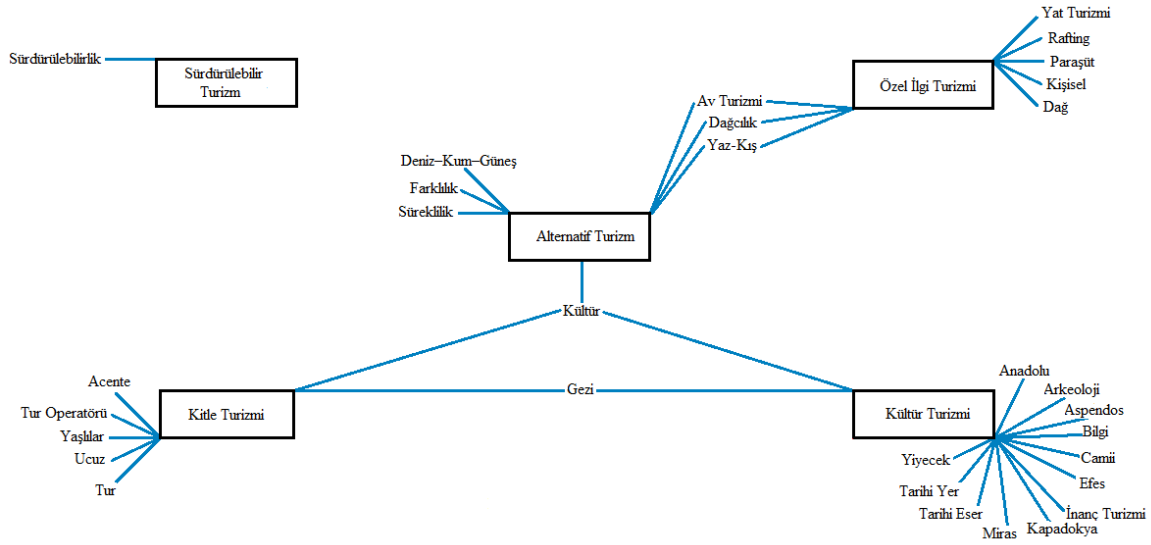 Yat Turizmi
Rafting
Paraşüt
Kişisel
Dağ
Özel İlgi Turizmi
Sürdürülebilirlik
Sürdürülebilir
Turizm
Av Turizmi
Dağcılık
Yaz-Kış
Deniz–Kum–Güneş
Farklılık
Süreklilik
Alternatif Turizm
Kültür
Gezi
Acente
Tur Operatörü
Yaşlılar
Ucuz
Tur
Kitle Turizmi
Kültür Turizmi
Anadolu
Arkeoloji
Aspendos
Bilgi
Camii
Efes
İnanç Turizmi
Kapadokya
Miras
Tarihi Eser
Tarihi Yer
Yiyecek